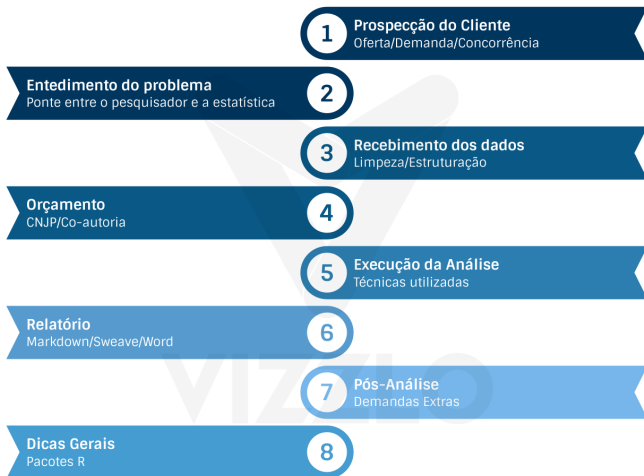 1
Prospecção do Cliente
Oferta/Demanda/Concorrência
Entedimento do problema
Ponte entre o pesquisador e a estatística
2
3
Recebimento dos dados
Limpeza/Estruturação
Orçamento
CNJP/Co-autoria
4
5
Execução da Análise
Técnicas utilizadas
Relatório
Markdown/Sweave/Word
6
7
Pós-Análise
Demandas Extras
Dicas Gerais
Pacotes R
8
VIZZLO